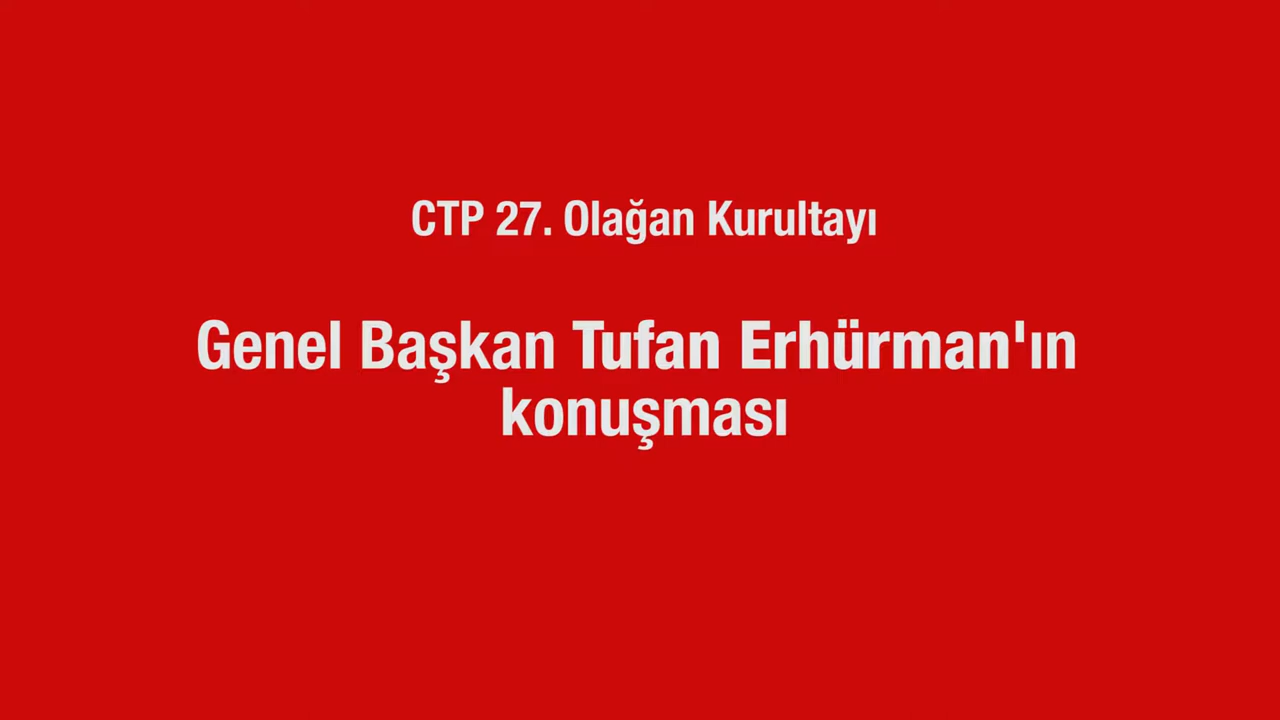 CTP 27. Olağan Kurultayı
Genel Başkan Tufan Erhürman'ın
konuşması